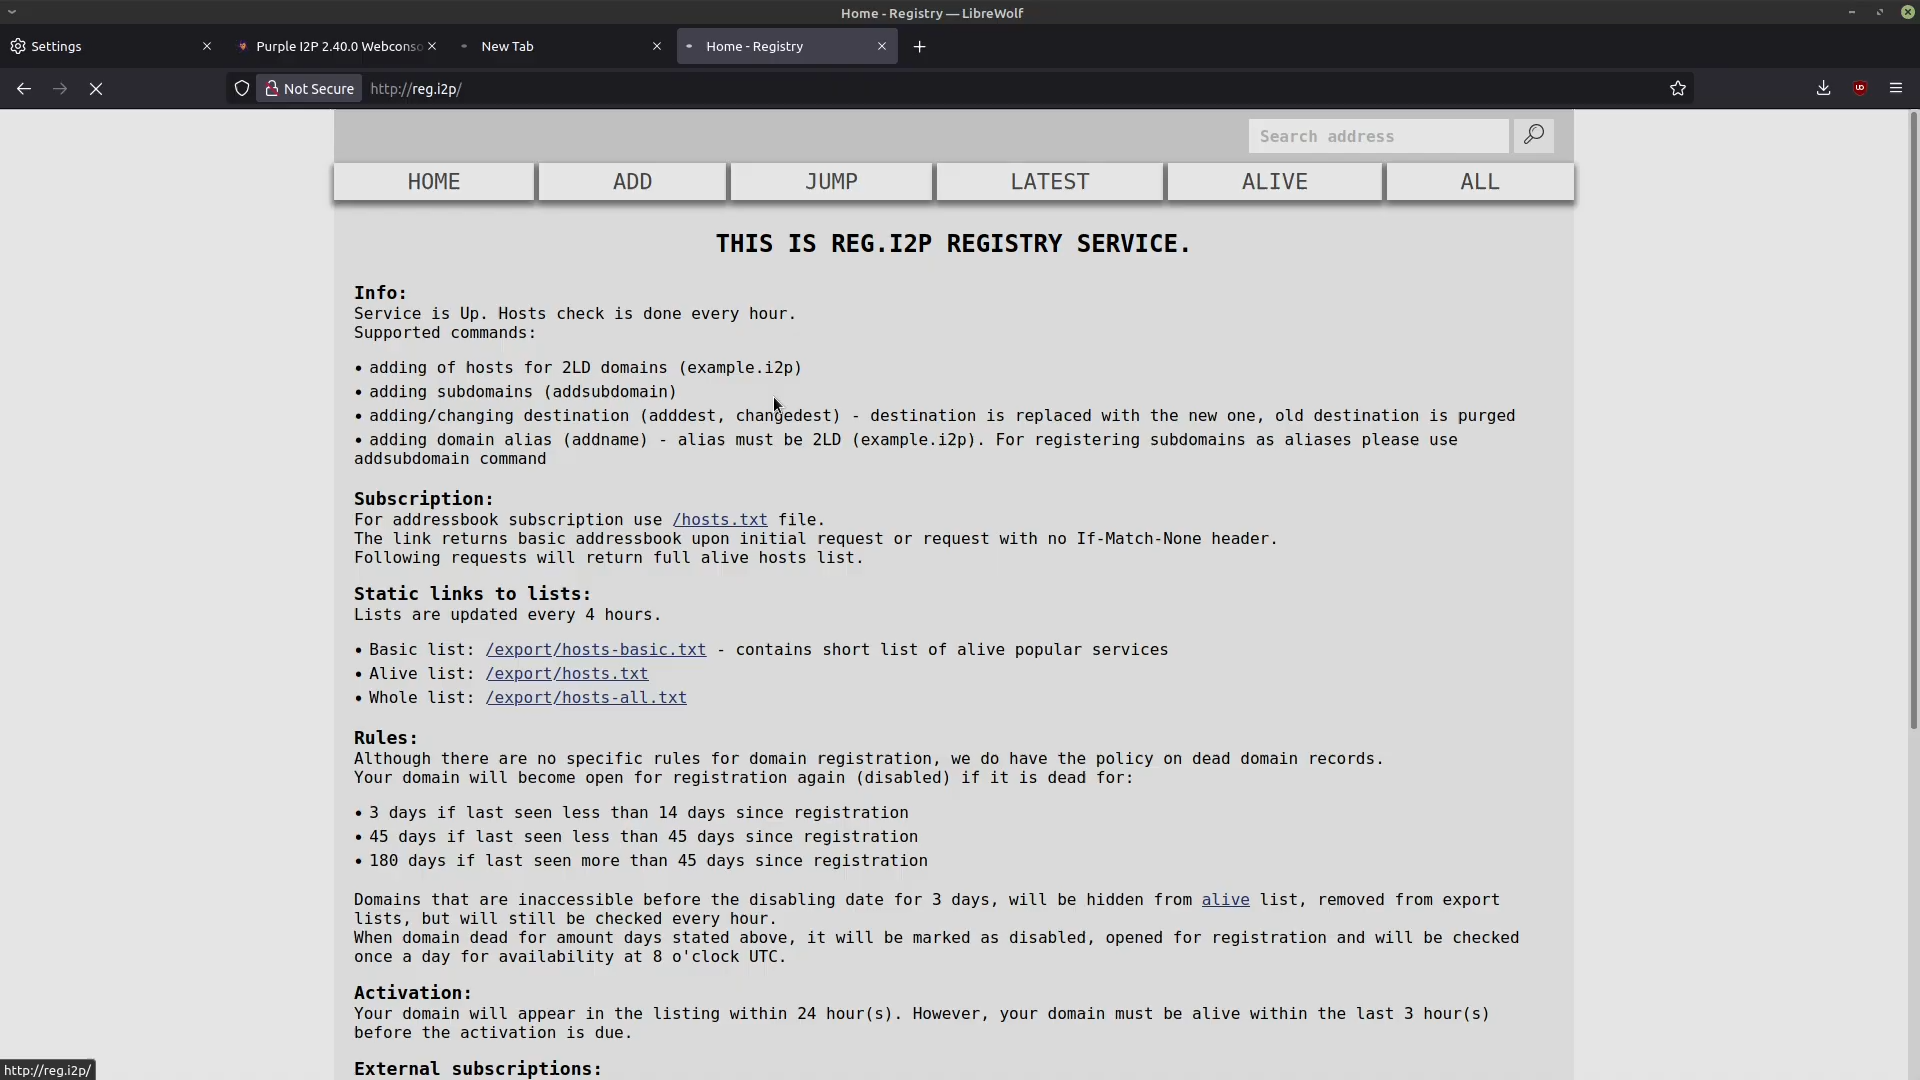 Home - Registry — LibreWolf
Settings
Purple I2P 2.40.0 Webconso
New Tab
Home - Registry
Not Secure
http://reg.i2p/
Search address
HOME
ADD
JUMP
LATEST
ALIVE
ALL
THIS IS REG.I2P REGISTRY SERVICE.
Info:
Service is Up. Hosts check is done every hour.
Supported commands:
• adding of hosts for 2LD domains (example.i2p)
• adding subdomains (addsubdomain)
• adding/changing destination (adddest, changedest) - destination is replaced with the new one, old destination is purged
• adding domain alias (addname) - alias must be 2LD (example.i2p). For registering subdomains as aliases please use
addsubdomain command
Subscription:
For addressbook subscription use /hosts.txt file.
The link returns basic addressbook upon initial request or request with no If-Match-None header.
Following requests will return full alive hosts list.
Static links to lists:
Lists are updated every 4 hours.
• Basic list: /export/hosts-basic.txt - contains short list of alive popular services
• Alive list: /export/hosts.txt
• Whole list: /export/hosts-all.txt
Rules:
Although there are no specific rules for domain registration, we do have the policy on dead domain records.
Your domain will become open for registration again (disabled) if it is dead for:
• 3 days if last seen less than 14 days since registration
• 45 days if last seen less than 45 days since registration
• 180 days if last seen more than 45 days since registration
Domains that are inaccessible before the disabling date for 3 days, will be hidden from alive list, removed from export
lists, but will still be checked every hour.
When domain dead for amount days stated above, it will be marked as disabled, opened for registration and will be checked
once a day for availability at 8 o'clock UTC.
Activation:
Your domain will appear in the listing within 24 hour(s). However, your domain must be alive within the last 3 hour(s)
before the activation is due.
External subscriptions:
http://reg.i2p/